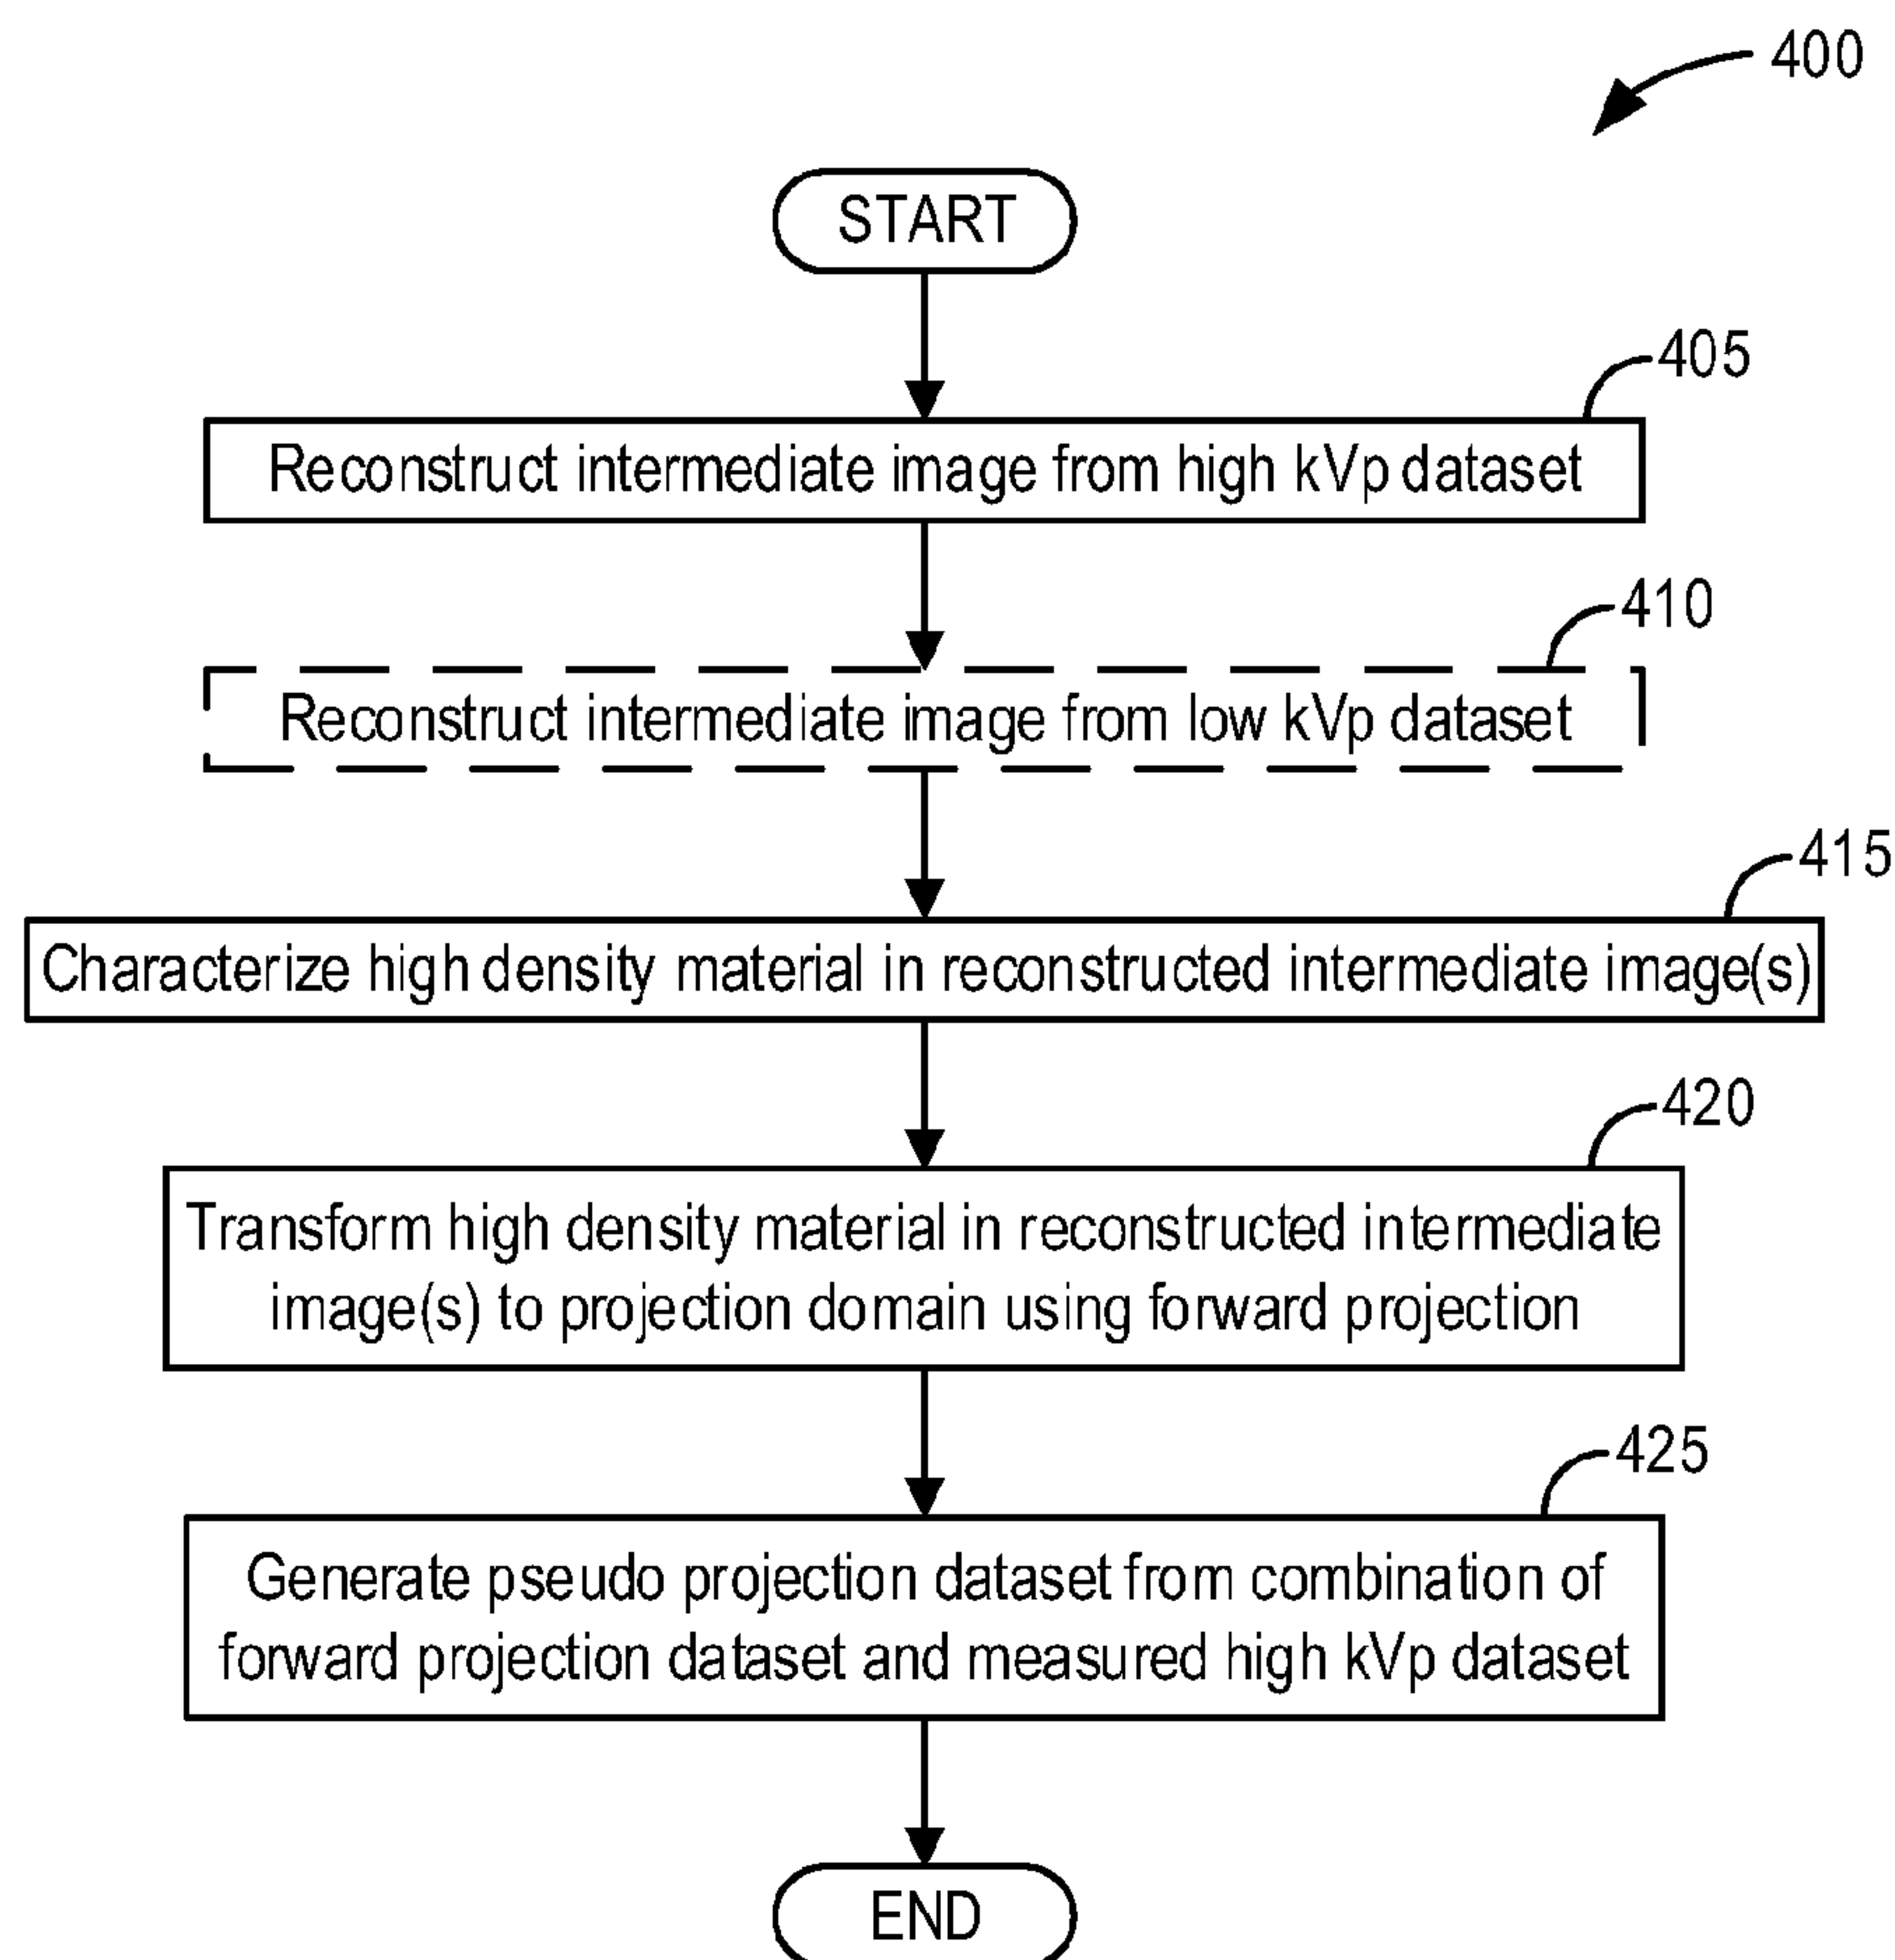 400
START
405
Reconstruct intermediate image from high kVp dataset
410
Reconstruct intermediate image from low kVp dataset
415
Characterize high density material in reconstructed intermediate image(s)
420
Transform high density material in reconstructed intermediate
image(s) to projection domain using forward projection
425
Generate pseudo projection dataset from combination of
forward projection dataset and measured high kVp dataset
END